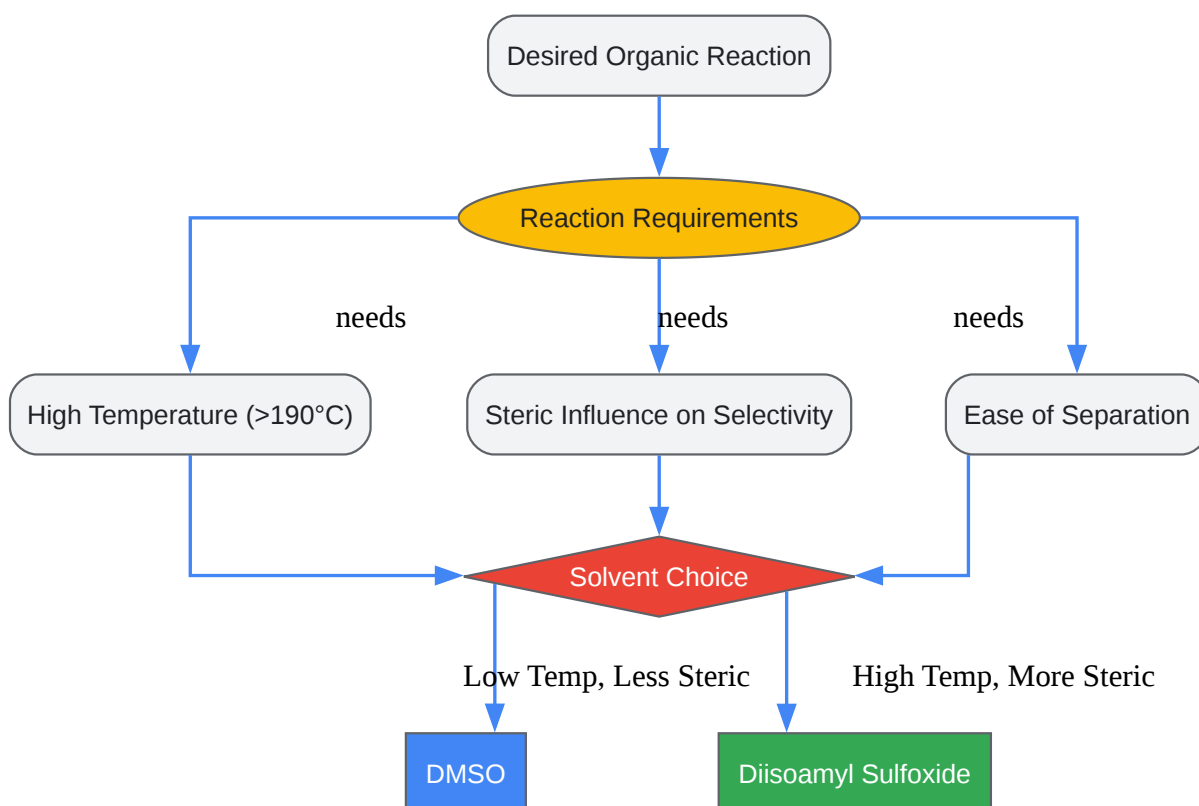 Desired Organic Reaction
Reaction Requirements
needs
needs
needs
High Temperature (>190°C)
Steric Influence on Selectivity
Ease of Separation
Solvent Choice
Low Temp, Less Steric
High Temp, More Steric
DMSO
Diisoamyl Sulfoxide